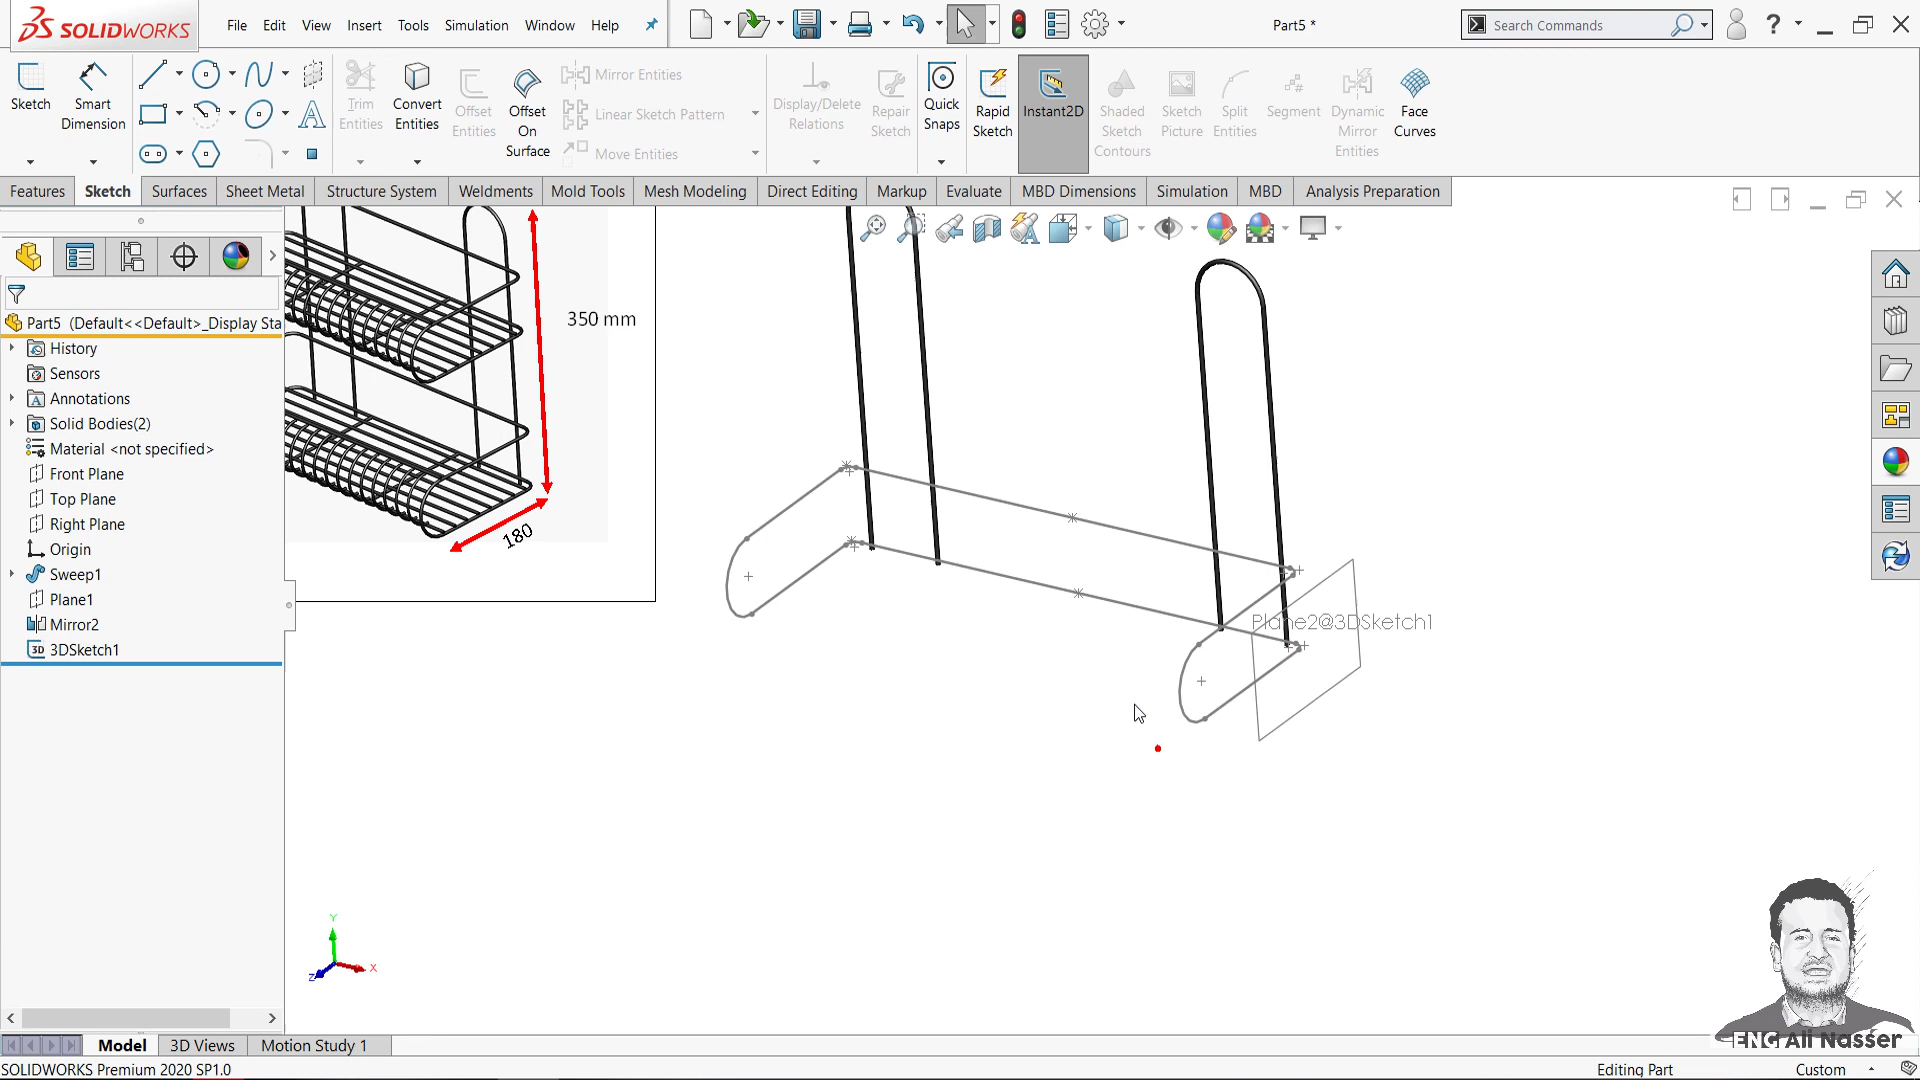 SOLIDWORKS
File Edit View Insert Tools Simulation Window Help
Part5 *
Search Commands
Sketch
Smart Dimension
Trim Entities
Convert Entities
Offset Entities
Offset On Surface
Mirror Entities
Linear Sketch Pattern
Move Entities
Display/Delete Relations
Repair Sketch
Quick Snaps
Rapid Sketch
Instant2D
Shaded Sketch Contours
Sketch Picture
Split Entities
Segment
Dynamic Mirror Entities
Face Curves
Features Sketch Surfaces Sheet Metal Structure System Weldments Mold Tools Mesh Modeling Direct Editing Markup Evaluate MBD Dimensions Simulation MBD Analysis Preparation
Part5 (Default<<Default>_Display Sta
History
Sensors
Annotations
Solid Bodies(2)
Material <not specified>
Front Plane
Top Plane
Right Plane
Origin
Sweep1
Plane1
Mirror2
3D 3DSketch1
350 mm
180
Plane2@3DSketch1
Y
X
Z
ENG Ali Nasser
Model 3D Views Motion Study 1
SOLIDWORKS Premium 2020 SP1.0
Editing Part
Custom